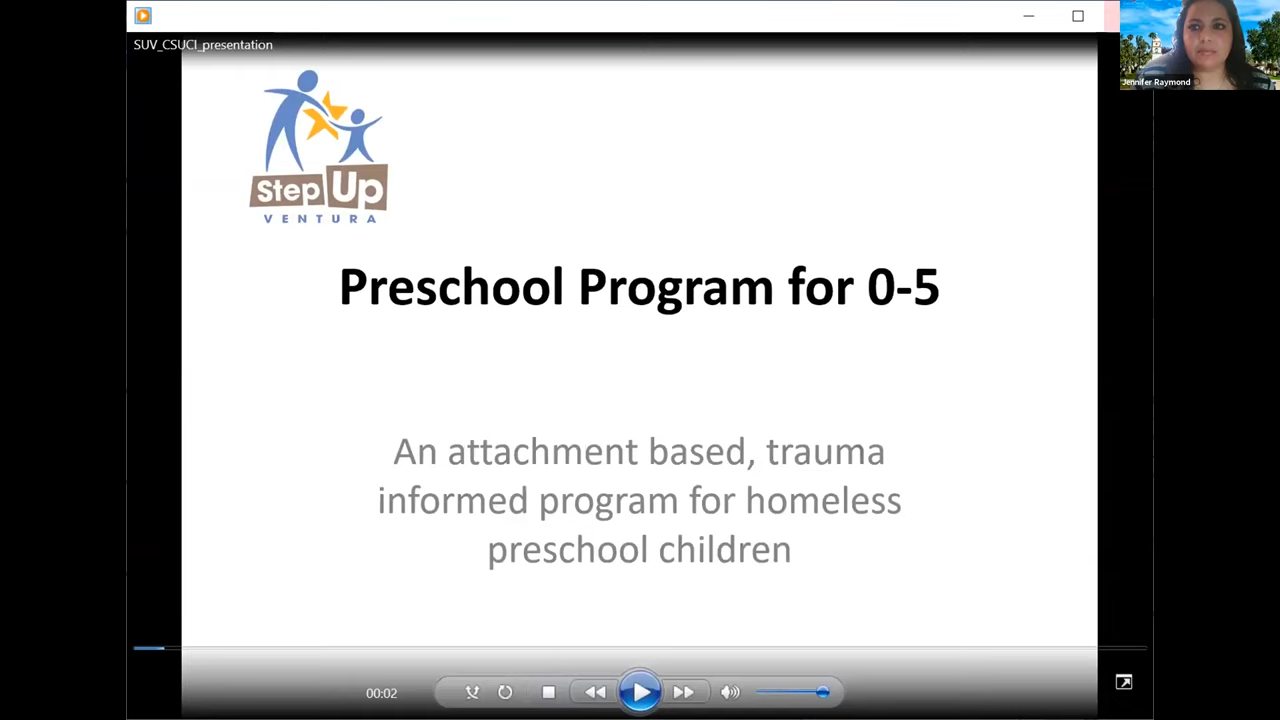 SUV_CSUCI_presentation
Jennifer Raymond
Step Up
VENTURA
Preschool Program for 0-5
An attachment based, trauma
informed program for homeless
preschool children
00:02